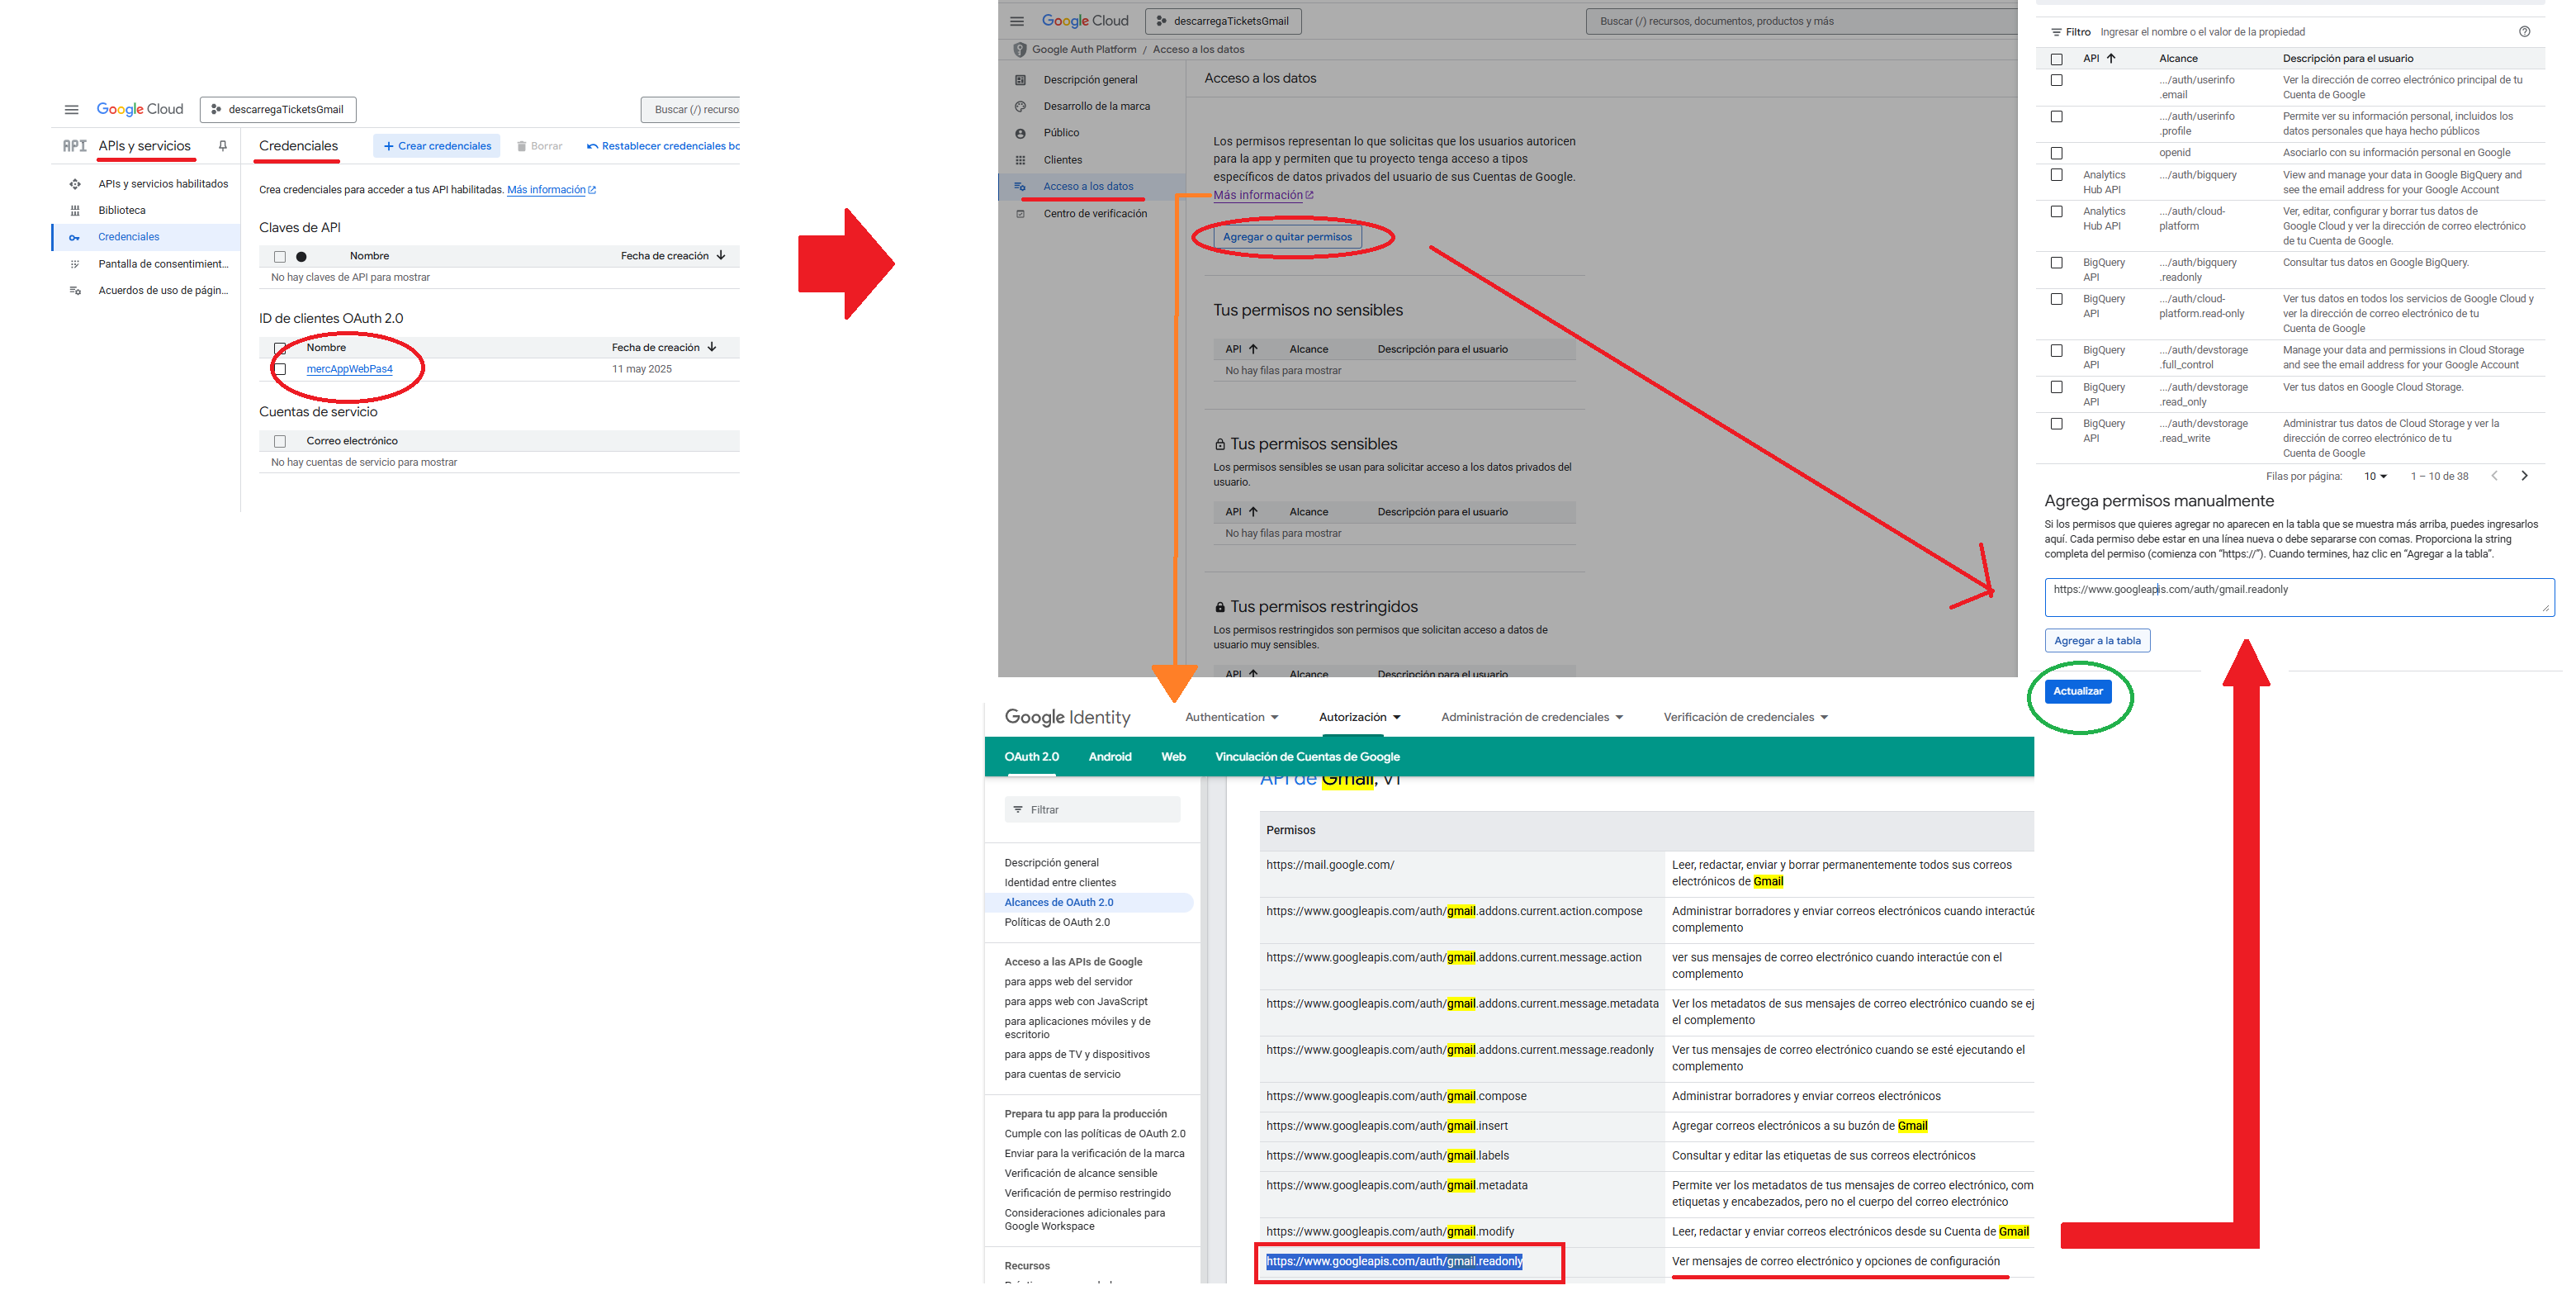 Google Cloud
descarregaTicketsGmail
Buscar (/) recurso
API APIs y servicios
APIs y servicios habilitados
Biblioteca
Credenciales
Pantalla de consentimient...
Acuerdos de uso de págin...
Credenciales
+ Crear credenciales
Borrar
Restablecer credenciales bo
Crea credenciales para acceder a tus API habilitadas. Más información
Claves de API
Nombre
Fecha de creación
No hay claves de API para mostrar
ID de clientes OAuth 2.0
Nombre
Fecha de creación
mercAppWebPas4
11 may 2025
Cuentas de servicio
Correo electrónico
No hay cuentas de servicio para mostrar
Google Cloud
descarregaTicketsGmail
Buscar (/) recursos, documentos, productos y más
Google Auth Platform / Acceso a los datos
Descripción general
Desarrollo de la marca
Público
Clientes
Acceso a los datos
Centro de verificación
Acceso a los datos
Los permisos representan lo que solicitas que los usuarios autoricen
para la app y permiten que tu proyecto tenga acceso a tipos
específicos de datos privados del usuario de sus Cuentas de Google.
Más información
Agregar o quitar permisos
Tus permisos no sensibles
API Alcance Descripción para el usuario
No hay filas para mostrar
Tus permisos sensibles
Los permisos sensibles se usan para solicitar acceso a los datos privados del
usuario.
API Alcance Descripción para el usuario
No hay filas para mostrar
Tus permisos restringidos
Los permisos restringidos son permisos que solicitan acceso a datos de
usuario muy sensibles.
API Alcance Descripción para el usuario
Filtro Ingresar el nombre o el valor de la propiedad
API Alcance Descripción para el usuario
.../auth/userinfo Ver la dirección de correo electrónico principal de tu
.email Cuenta de Google
.../auth/userinfo Permite ver su información personal, incluidos los
.profile datos personales que haya hecho públicos
openid Asociarlo con su información personal en Google
Analytics .../auth/bigquery View and manage your data in Google BigQuery and
Hub API see the email address for your Google Account
Analytics .../auth/cloud- Ver, editar, configurar y borrar tus datos de
Hub API platform Google Cloud y ver la dirección de correo electrónico
de tu Cuenta de Google.
BigQuery .../auth/bigquery Consultar tus datos en Google BigQuery.
API .readonly
BigQuery .../auth/cloud- Ver tus datos en todos los servicios de Google Cloud y
API platform.read-only ver la dirección de correo electrónico de tu
Cuenta de Google
BigQuery .../auth/devstorage Manage your data and permissions in Cloud Storage
API .full_control and see the email address for your Google Account
BigQuery .../auth/devstorage Ver tus datos en Google Cloud Storage.
API .read_only
BigQuery .../auth/devstorage Administrar tus datos de Cloud Storage y ver la
API .read_write dirección de correo electrónico de tu
Cuenta de Google
Filas por página: 10 1 – 10 de 38
Agrega permisos manualmente
Si los permisos que quieres agregar no aparecen en la tabla que se muestra más arriba, puedes ingresarlos
aquí. Cada permiso debe estar en una línea nueva o debe separarse con comas. Proporciona la string
completa del permiso (comienza con “https://”). Cuando termines, haz clic en “Agregar a la tabla”.
https://www.googleapis.com/auth/gmail.readonly
Agregar a la tabla
Actualizar
Google Identity
Authentication
Autorización
Administración de credenciales
Verificación de credenciales
OAuth 2.0
Android
Web
Vinculación de Cuentas de Google
Filtrar
Descripción general
Identidad entre clientes
Alcances de OAuth 2.0
Políticas de OAuth 2.0
Acceso a las APIs de Google
para apps web del servidor
para apps web con JavaScript
para aplicaciones móviles y de
escritorio
para apps de TV y dispositivos
para cuentas de servicio
Prepara tu app para la producción
Cumple con las políticas de OAuth 2.0
Enviar para la verificación de la marca
Verificación de alcance sensible
Verificación de permiso restringido
Consideraciones adicionales para
Google Workspace
Recursos
API de Gmail, v1
Permisos
https://mail.google.com/ Leer, redactar, enviar y borrar permanentemente todos sus correos
electrónicos de Gmail
https://www.googleapis.com/auth/gmail.addons.current.action.compose Administrar borradores y enviar correos electrónicos cuando interactúe
complemento
https://www.googleapis.com/auth/gmail.addons.current.message.action ver sus mensajes de correo electrónico cuando interactúe con el
complemento
https://www.googleapis.com/auth/gmail.addons.current.message.metadata Ver los metadatos de sus mensajes de correo electrónico cuando se ej
el complemento
https://www.googleapis.com/auth/gmail.addons.current.message.readonly Ver tus mensajes de correo electrónico cuando se esté ejecutando el
complemento
https://www.googleapis.com/auth/gmail.compose Administrar borradores y enviar correos electrónicos
https://www.googleapis.com/auth/gmail.insert Agregar correos electrónicos a su buzón de Gmail
https://www.googleapis.com/auth/gmail.labels Consultar y editar las etiquetas de sus correos electrónicos
https://www.googleapis.com/auth/gmail.metadata Permite ver los metadatos de tus mensajes de correo electrónico, com
etiquetas y encabezados, pero no el cuerpo del correo electrónico
https://www.googleapis.com/auth/gmail.modify Leer, redactar y enviar correos electrónicos desde su Cuenta de Gmail
https://www.googleapis.com/auth/gmail.readonly Ver mensajes de correo electrónico y opciones de configuración